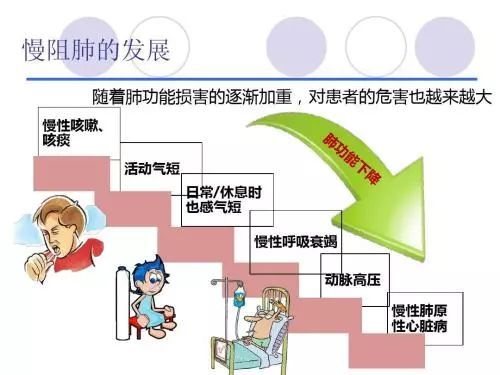 慢阻肺的发展
随着肺功能损害的逐渐加重，对患者的危害也越来越大
慢性咳嗽、
咳痰
活动气短
肺功能下降
日常/休息时
也感气短
慢性呼吸衰竭
动脉高压
慢性肺原
性心脏病